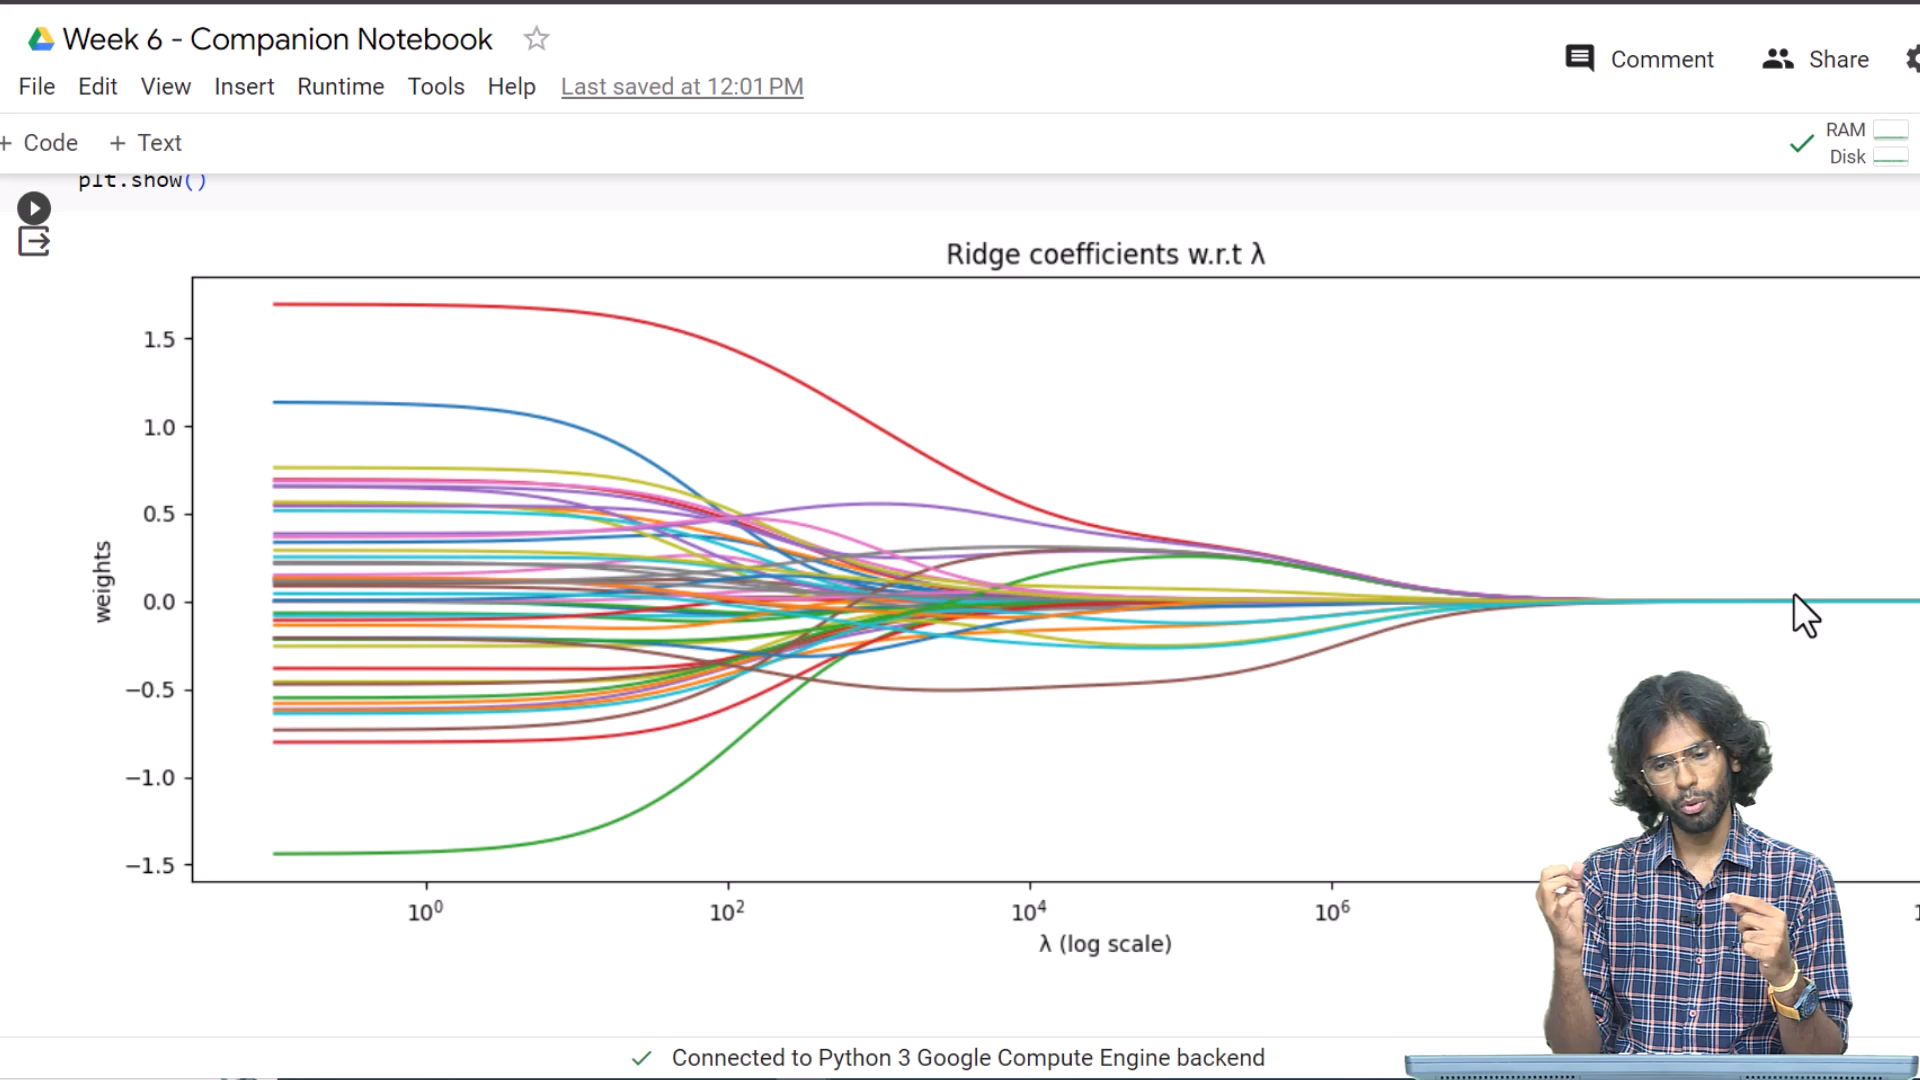 Week 6 - Companion Notebook
Comment
Share
File Edit View Insert Runtime Tools Help Last saved at 12:01 PM
+ Code + Text
RAM
Disk
plt.show()
Ridge coefficients w.r.t λ
1.5
1.0
0.5
0.0
−0.5
−1.0
−1.5
weights
10⁰ 10² 10⁴ 10⁶
λ (log scale)
Connected to Python 3 Google Compute Engine backend